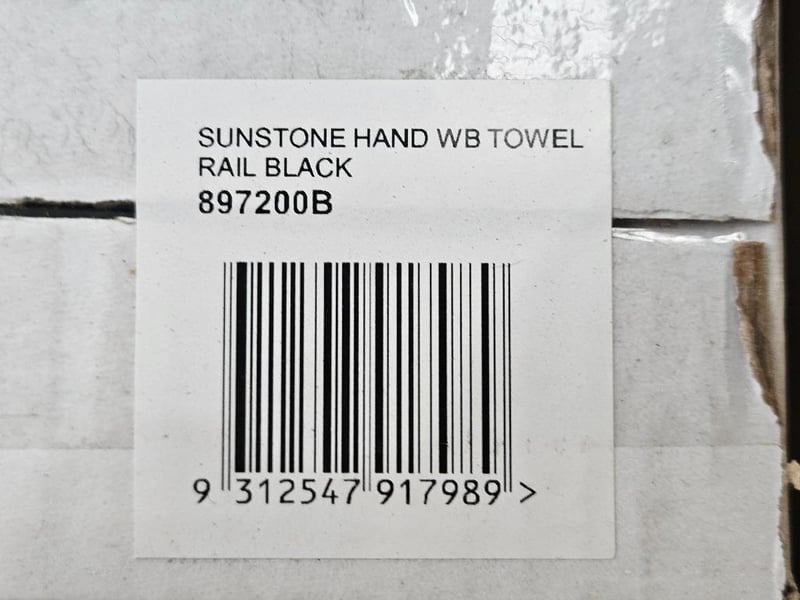 SUNSTONE HAND WB TOWEL
RAIL BLACK
897200B
9 312547 917989 >